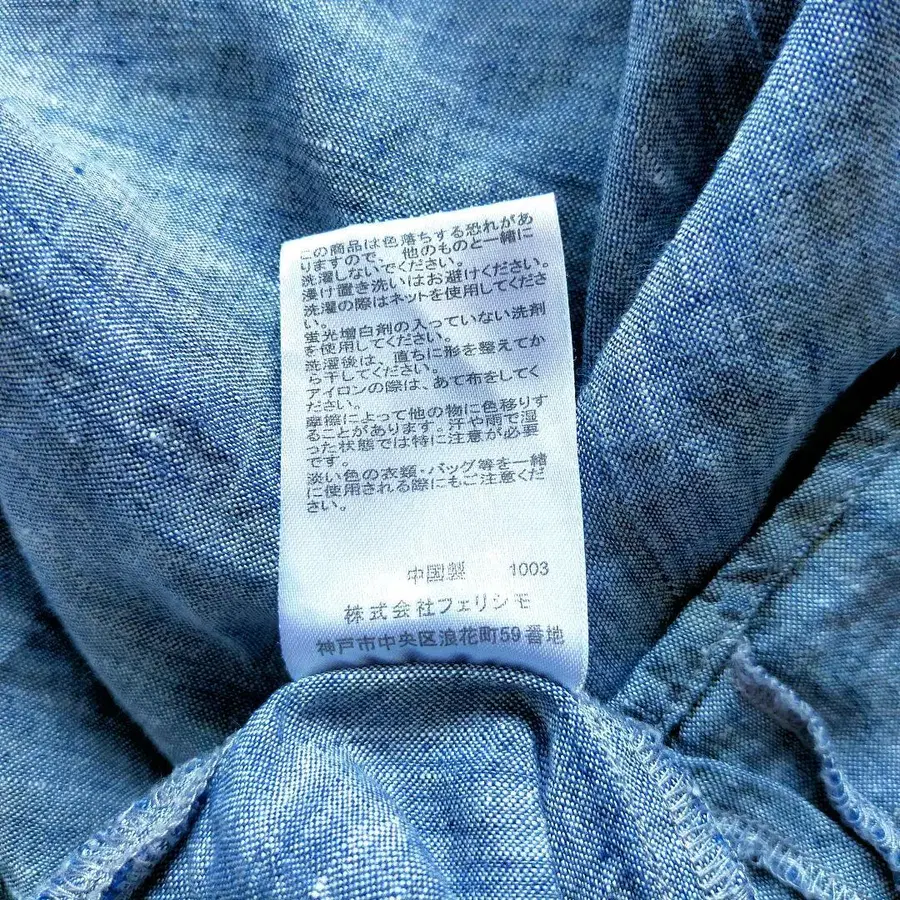 この商品は色落ちする恐れがあ
りますので、他のものと一緒に
洗濯しないでください。
浸け置き洗いはお避けください。
洗濯の際はネットを使用してくださ
い。
蛍光増白剤の入っていない洗剤
を使用してください。
洗濯後は、直ちに形を整えてか
ら干してください。
アイロンの際は、あて布をしてく
ださい。
摩擦によって他の物に色移りす
ることがあります。汗や雨で湿
った状態では特に注意が必要
です。
淡い色の衣類・バッグ等を一緒
に使用される際にもご注意くだ
さい。
中国製 1003
株式会社フェリシモ
神戸市中央区浪花町59番地